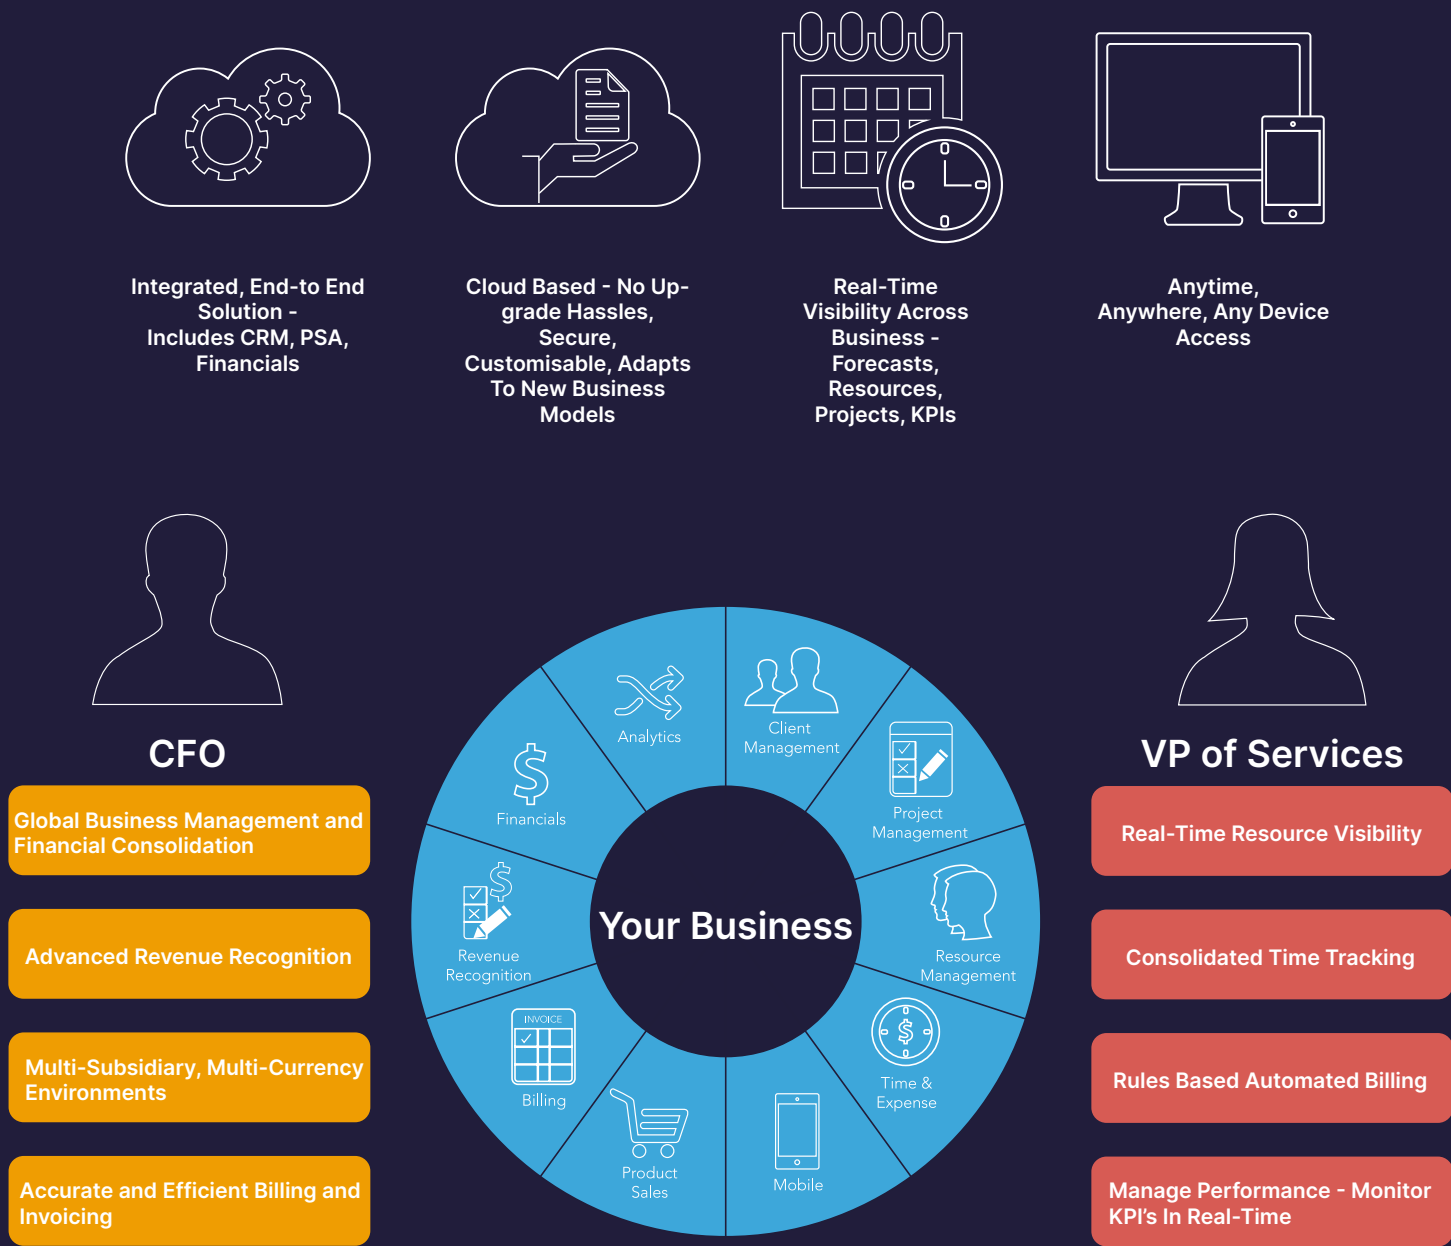 Integrated, End-to End
Solution -
Includes CRM, PSA,
Financials
Cloud Based - No Up-
grade Hassles,
Secure,
Customisable, Adapts
To New Business
Models
Real-Time
Visibility Across
Business -
Forecasts,
Resources,
Projects, KPIs
Anytime,
Anywhere, Any Device
Access
CFO
Global Business Management and
Financial Consolidation
Advanced Revenue Recognition
Multi-Subsidiary, Multi-Currency
Environments
Accurate and Efficient Billing and
Invoicing
Your Business
Analytics
Client
Management
Project
Management
Resource
Management
Time &
Expense
Mobile
Product
Sales
INVOICE
Billing
Revenue
Recognition
Financials
VP of Services
Real-Time Resource Visibility
Consolidated Time Tracking
Rules Based Automated Billing
Manage Performance - Monitor
KPI's In Real-Time